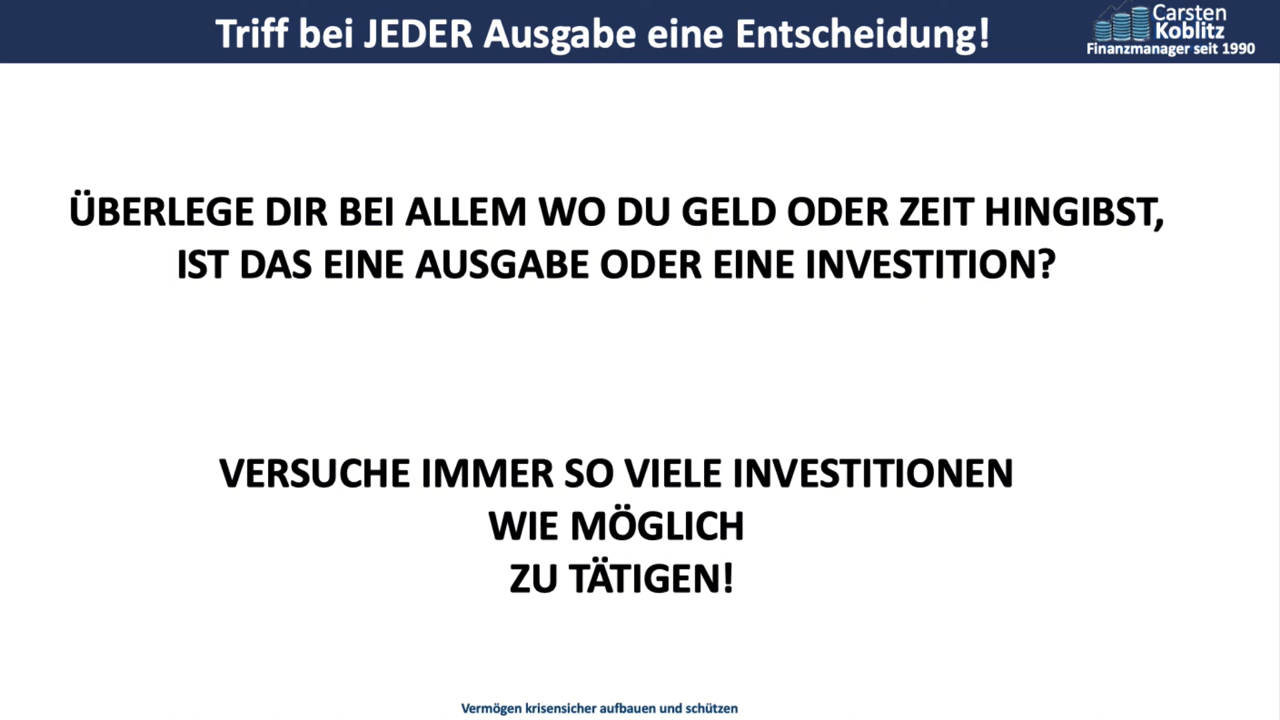 Triff bei JEDER Ausgabe eine Entscheidung!
Carsten
Koblitz
Finanzmanager seit 1990
ÜBERLEGE DIR BEI ALLEM WO DU GELD ODER ZEIT HINGIBST,
IST DAS EINE AUSGABE ODER EINE INVESTITION?
VERSUCHE IMMER SO VIELE INVESTITIONEN
WIE MÖGLICH
ZU TÄTIGEN!
Vermögen krisensicher aufbauen und schützen